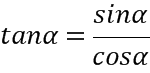 tanα = sinα / cosα